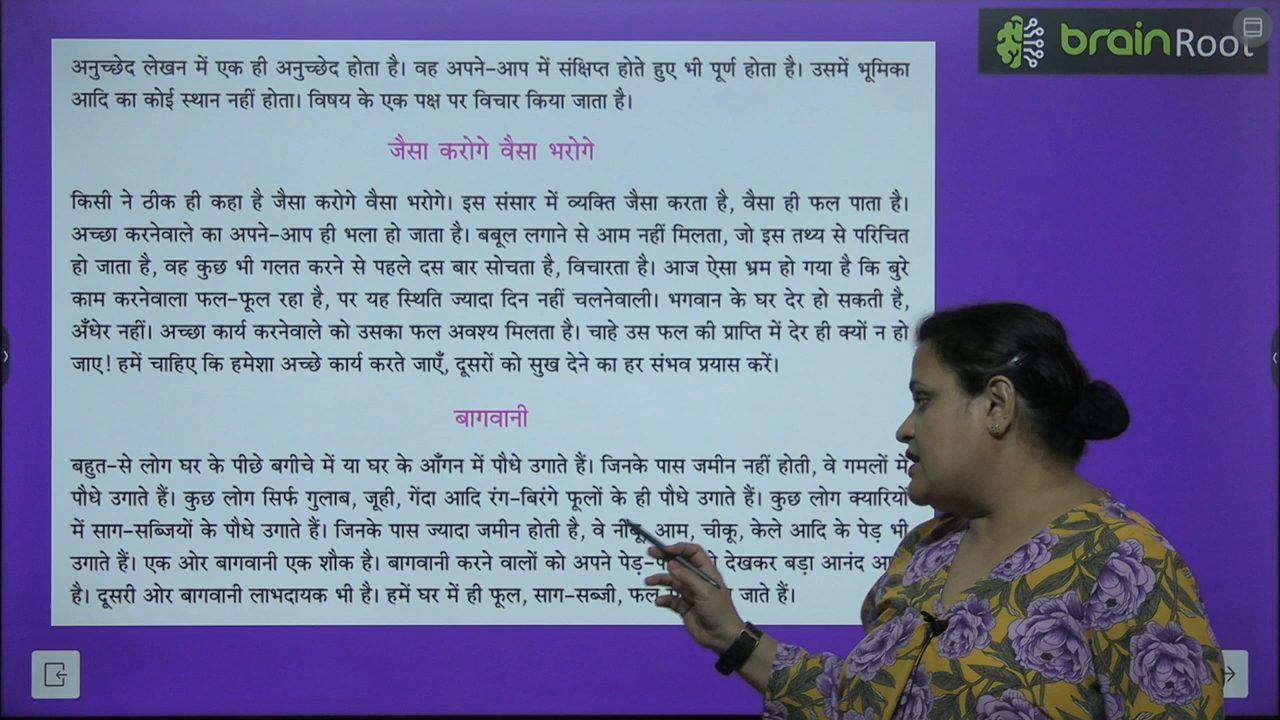 brainRoot
अनुच्छेद लेखन में एक ही अनुच्छेद होता है। वह अपने-आप में संक्षिप्त होते हुए भी पूर्ण होता है। उसमें भूमिका
आदि का कोई स्थान नहीं होता। विषय के एक पक्ष पर विचार किया जाता है।
जैसा करोगे वैसा भरोगे
किसी ने ठीक ही कहा है जैसा करोगे वैसा भरोगे। इस संसार में व्यक्ति जैसा करता है, वैसा ही फल पाता है।
अच्छा करनेवाले का अपने-आप ही भला हो जाता है। बबूल लगाने से आम नहीं मिलता, जो इस तथ्य से परिचित
हो जाता है, वह कुछ भी गलत करने से पहले दस बार सोचता है, विचारता है। आज ऐसा भ्रम हो गया है कि बुरे
काम करनेवाला फल-फूल रहा है, पर यह स्थिति ज्यादा दिन नहीं चलनेवाली। भगवान के घर देर हो सकती है,
अँधेर नहीं। अच्छा कार्य करनेवाले को उसका फल अवश्य मिलता है। चाहे उस फल की प्राप्ति में देर ही क्यों न हो
जाए! हमें चाहिए कि हमेशा अच्छे कार्य करते जाएँ, दूसरों को सुख देने का हर संभव प्रयास करें।
बागवानी
बहुत-से लोग घर के पीछे बगीचे में या घर के आँगन में पौधे उगाते हैं। जिनके पास जमीन नहीं होती, वे गमलों में
पौधे उगाते हैं। कुछ लोग सिर्फ गुलाब, जूही, गेंदा आदि रंग-बिरंगे फूलों के ही पौधे उगाते हैं। कुछ लोग क्यारियों
में साग-सब्जियों के पौधे उगाते हैं। जिनके पास ज्यादा जमीन होती है, वे नींबू, आम, चीकू, केले आदि के पेड़ भी
उगाते हैं। एक ओर बागवानी एक शौक है। बागवानी करने वालों को अपने देखकर बड़ा आनंद
है। दूसरी ओर बागवानी लाभदायक भी है। हमें घर में ही फूल, साग-सब्जी, फल जाते हैं।